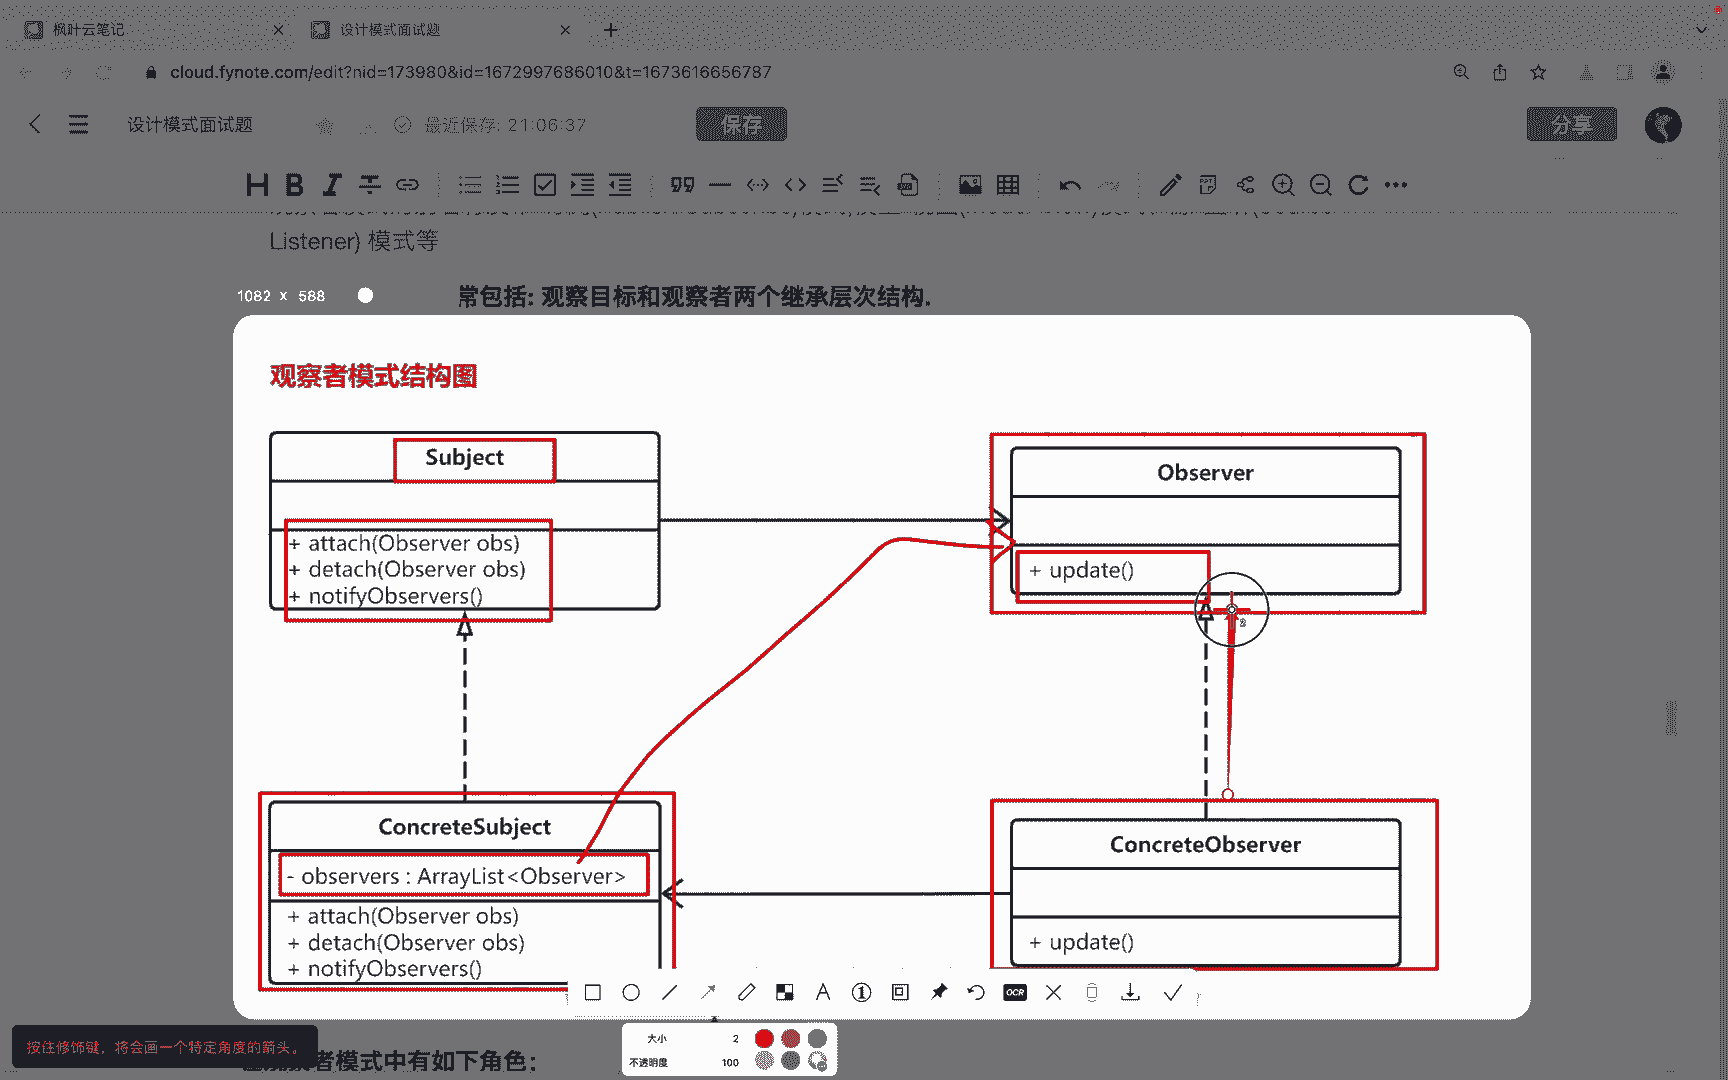 枫叶云笔记
设计模式面试题
cloud.fynote.com/edit?nid=173980&id=1672997686010&t=1673616656787
设计模式面试题
最近保存: 21:06:37
保存
分享
Listener) 模式等
1082 x 588
常包括: 观察目标和观察者两个继承层次结构.
观察者模式结构图
Subject
+ attach(Observer obs)
+ detach(Observer obs)
+ notifyObservers()
Observer
+ update()
2
ConcreteSubject
- observers : ArrayList<Observer>
+ attach(Observer obs)
+ detach(Observer obs)
+ notifyObservers()
ConcreteObserver
+ update()
OCR
大小 2
不透明度 100
按住修饰键，将会画一个特定角度的箭头。
者模式中有如下角色：